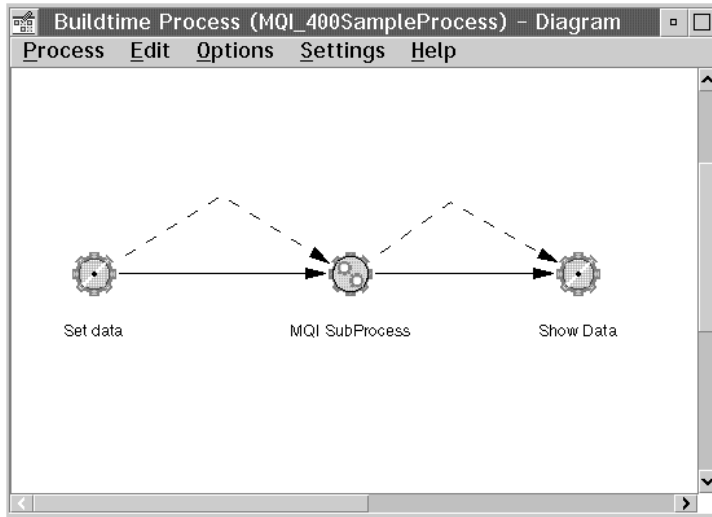 Buildtime Process (MQI_400SampleProcess) – Diagram
Process Edit Options Settings Help
Set data MQI SubProcess Show Data